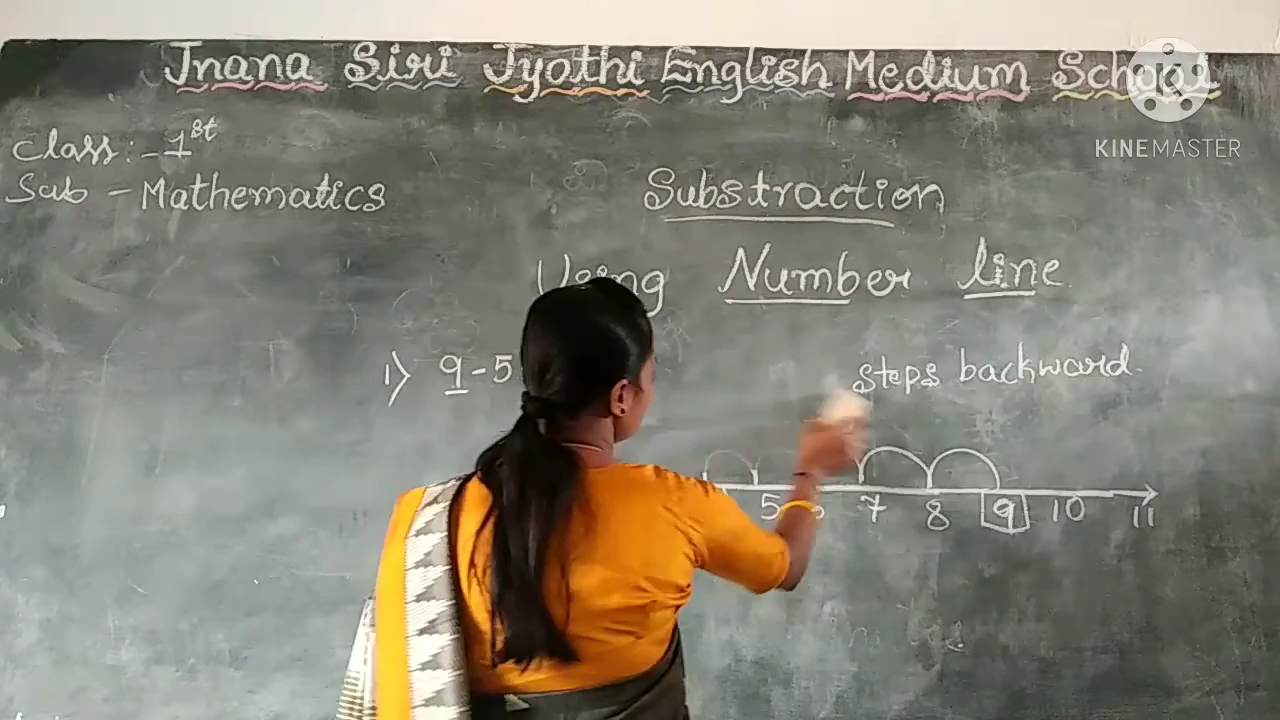 Jnana Siri Jyothi English Medium School
KINEMASTER
Class:-1st
Sub - Mathematics
Substraction
Using Number line
1) 9-5
steps backward.
5 7 8 9 10 11